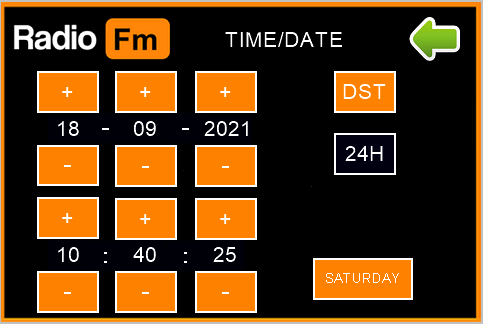 Radio Fm
TIME/DATE
+ + +
DST
18 - 09 - 2021
- - -
24H
+ + +
10 : 40 : 25
- - -
SATURDAY